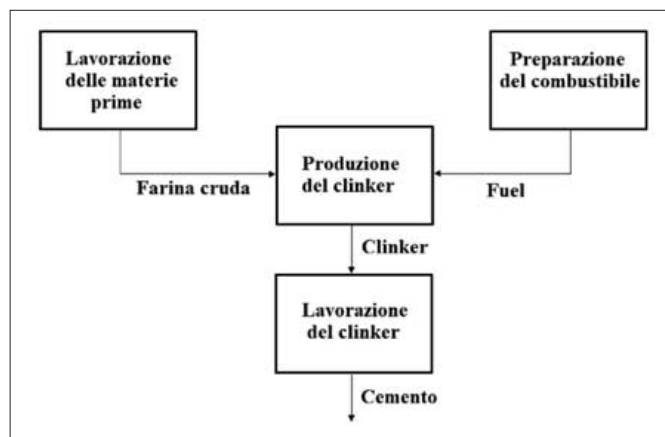 Lavorazione
delle materie
prime
Preparazione
del combustibile
Produzione
del clinker
Farina cruda
Fuel
Clinker
Lavorazione
del clinker
Cemento